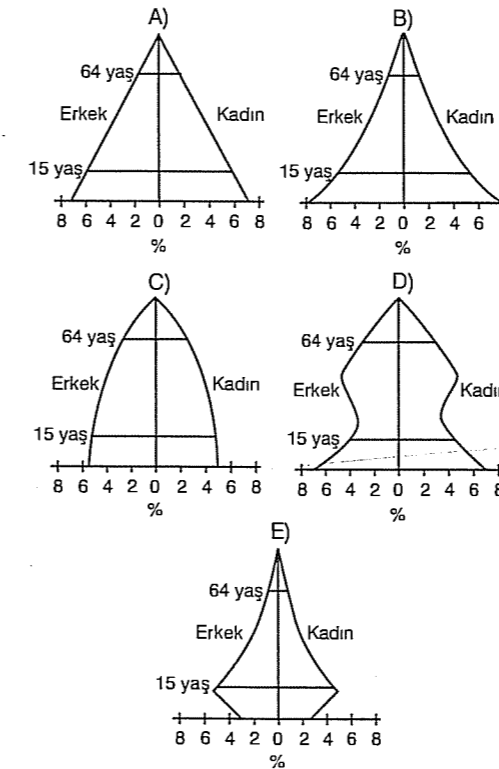 A)
64 yaş
Erkek Kadın
15 yaş
8 6 4 2 0 2 4 6 8
%
B)
64 yaş
Erkek Kadın
15 yaş
8 6 4 2 0 2 4 6
%
C)
64 yaş
Erkek Kadın
15 yaş
8 6 4 2 0 2 4 6 8
%
D)
64 yaş
Erkek Kadın
15 yaş
8 6 4 2 0 2 4 6 8
%
E)
64 yaş
Erkek Kadın
15 yaş
8 6 4 2 0 2 4 6 8
%